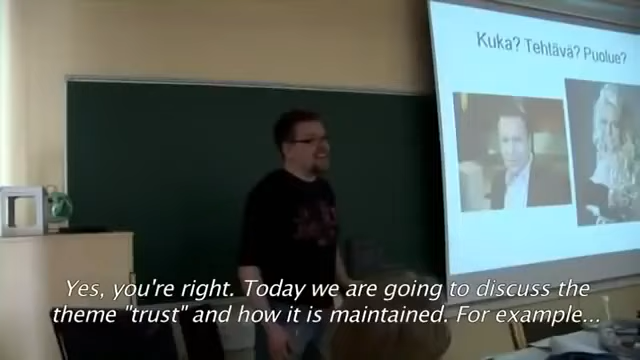 Kuka? Tehtävä? Puolue?
Yes, you're right. Today we are going to discuss the
theme "trust" and how it is maintained. For example...